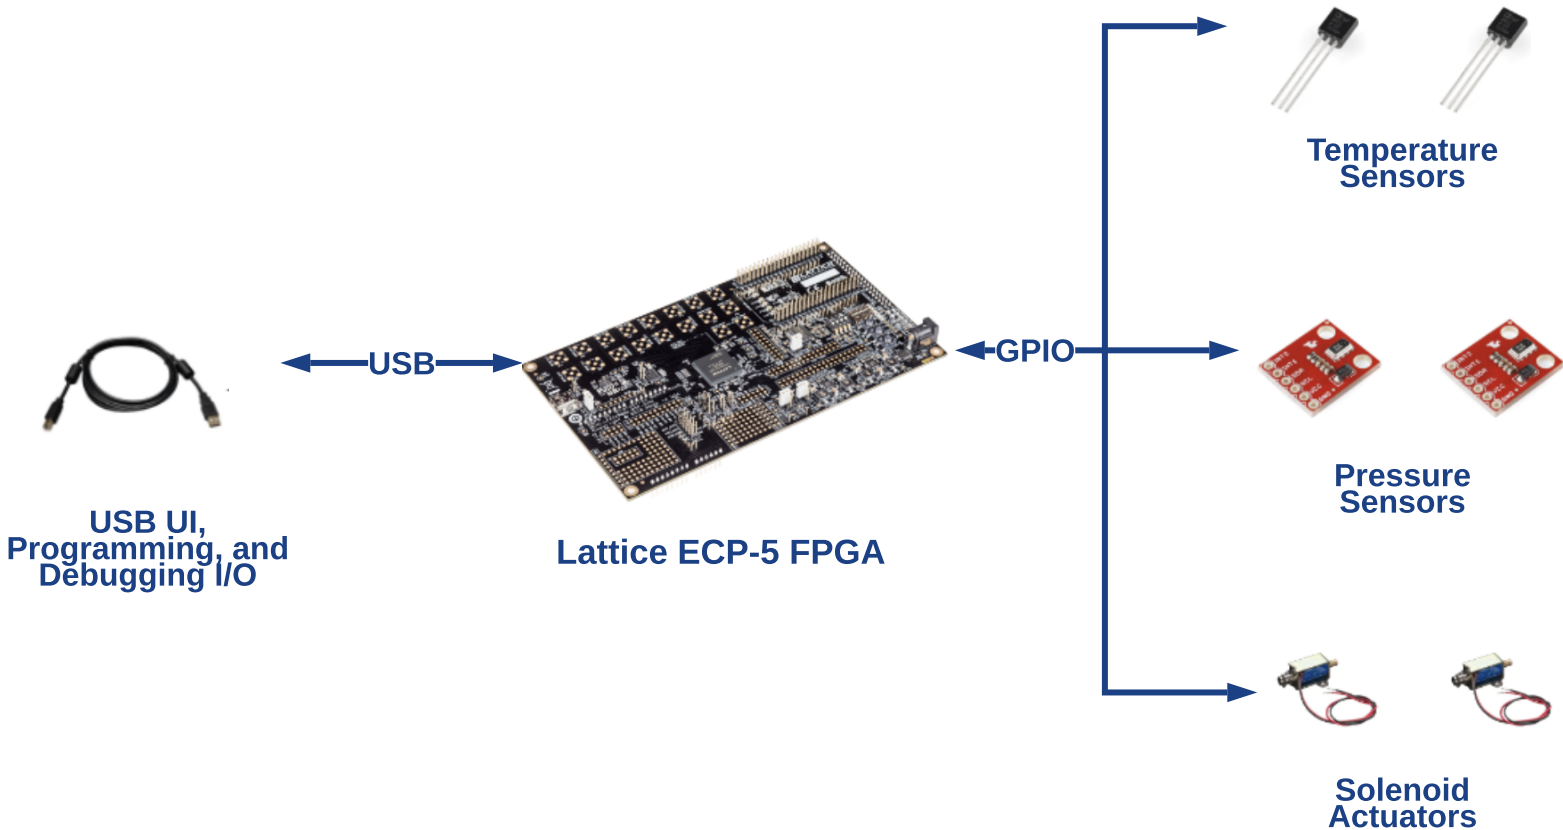 Temperature
Sensors
USB
GPIO
Pressure
Sensors
USB UI,
Programming, and
Debugging I/O
Lattice ECP-5 FPGA
Solenoid
Actuators